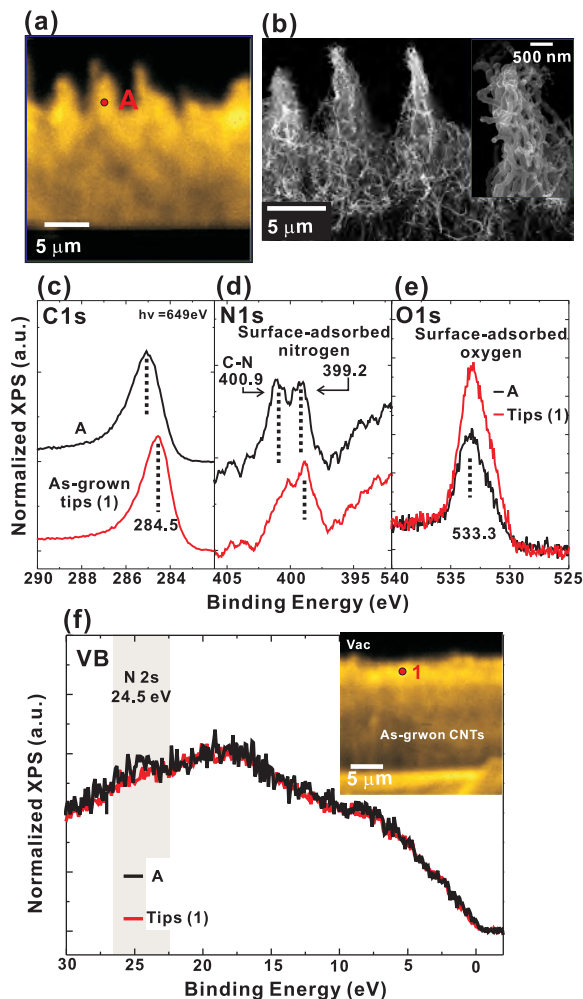 (a)
A
5 μm
(b)
500 nm
5 μm
(c)
C1s
hν =649eV
A
As-grown
tips (1)
284.5
290 288 286 284
(d)
N1s
Surface-adsorbed
nitrogen
C-N
400.9
399.2
405 400 395
(e)
O1s
Surface-adsorbed
oxygen
A
Tips (1)
533.3
540 535 530 525
Normalized XPS (a.u.)
Binding Energy (eV)
(f)
VB
N 2s
24.5 eV
Vac
1
As-grwon CNTs
5 μm
A
Tips (1)
30 25 20 15 10 5 0
Normalized XPS (a.u.)
Binding Energy (eV)